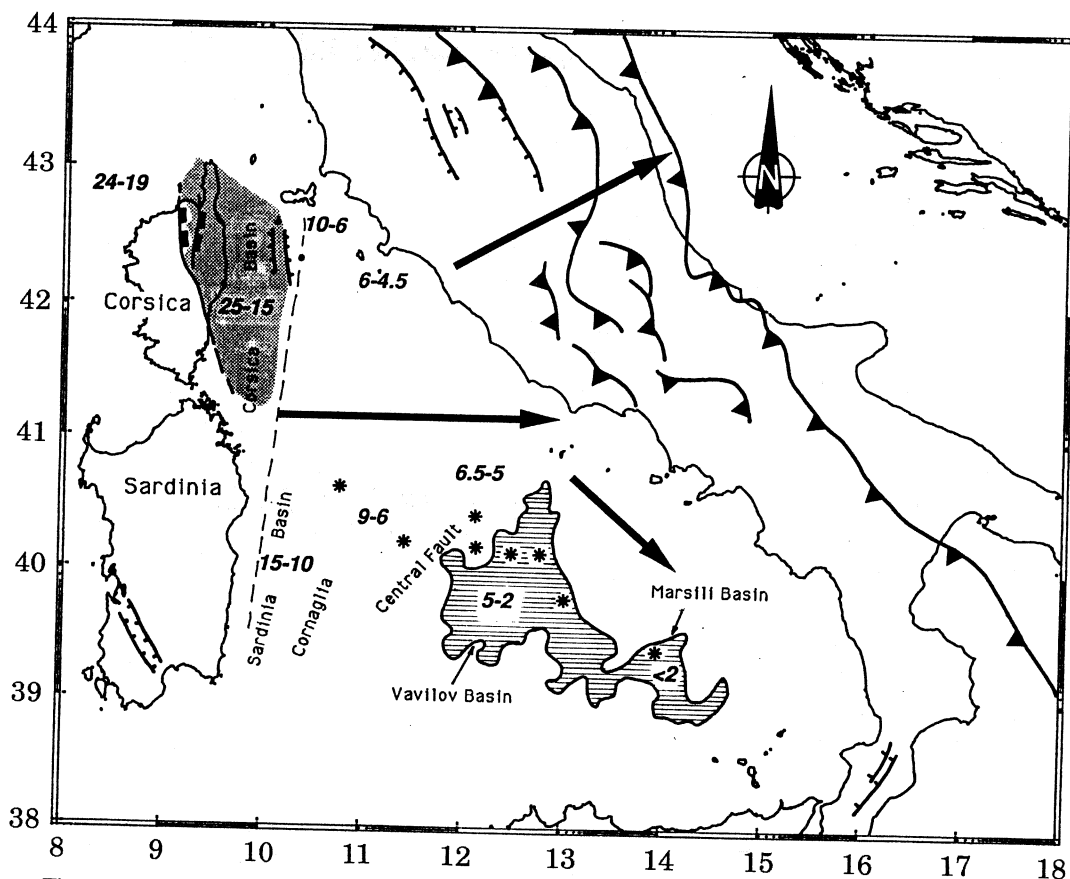 44
43
42
41
40
39
38
24-19
10-6
6-4.5
N
Corsica
Corsica Basin
25-15
Sardinia
6.5-5
9-6
15-10
Sardinia Basin
Cornaglia
Central Fault
5-2
<2
Marsili Basin
Vavilov Basin
8 9 10 11 12 13 14 15 16 17 18